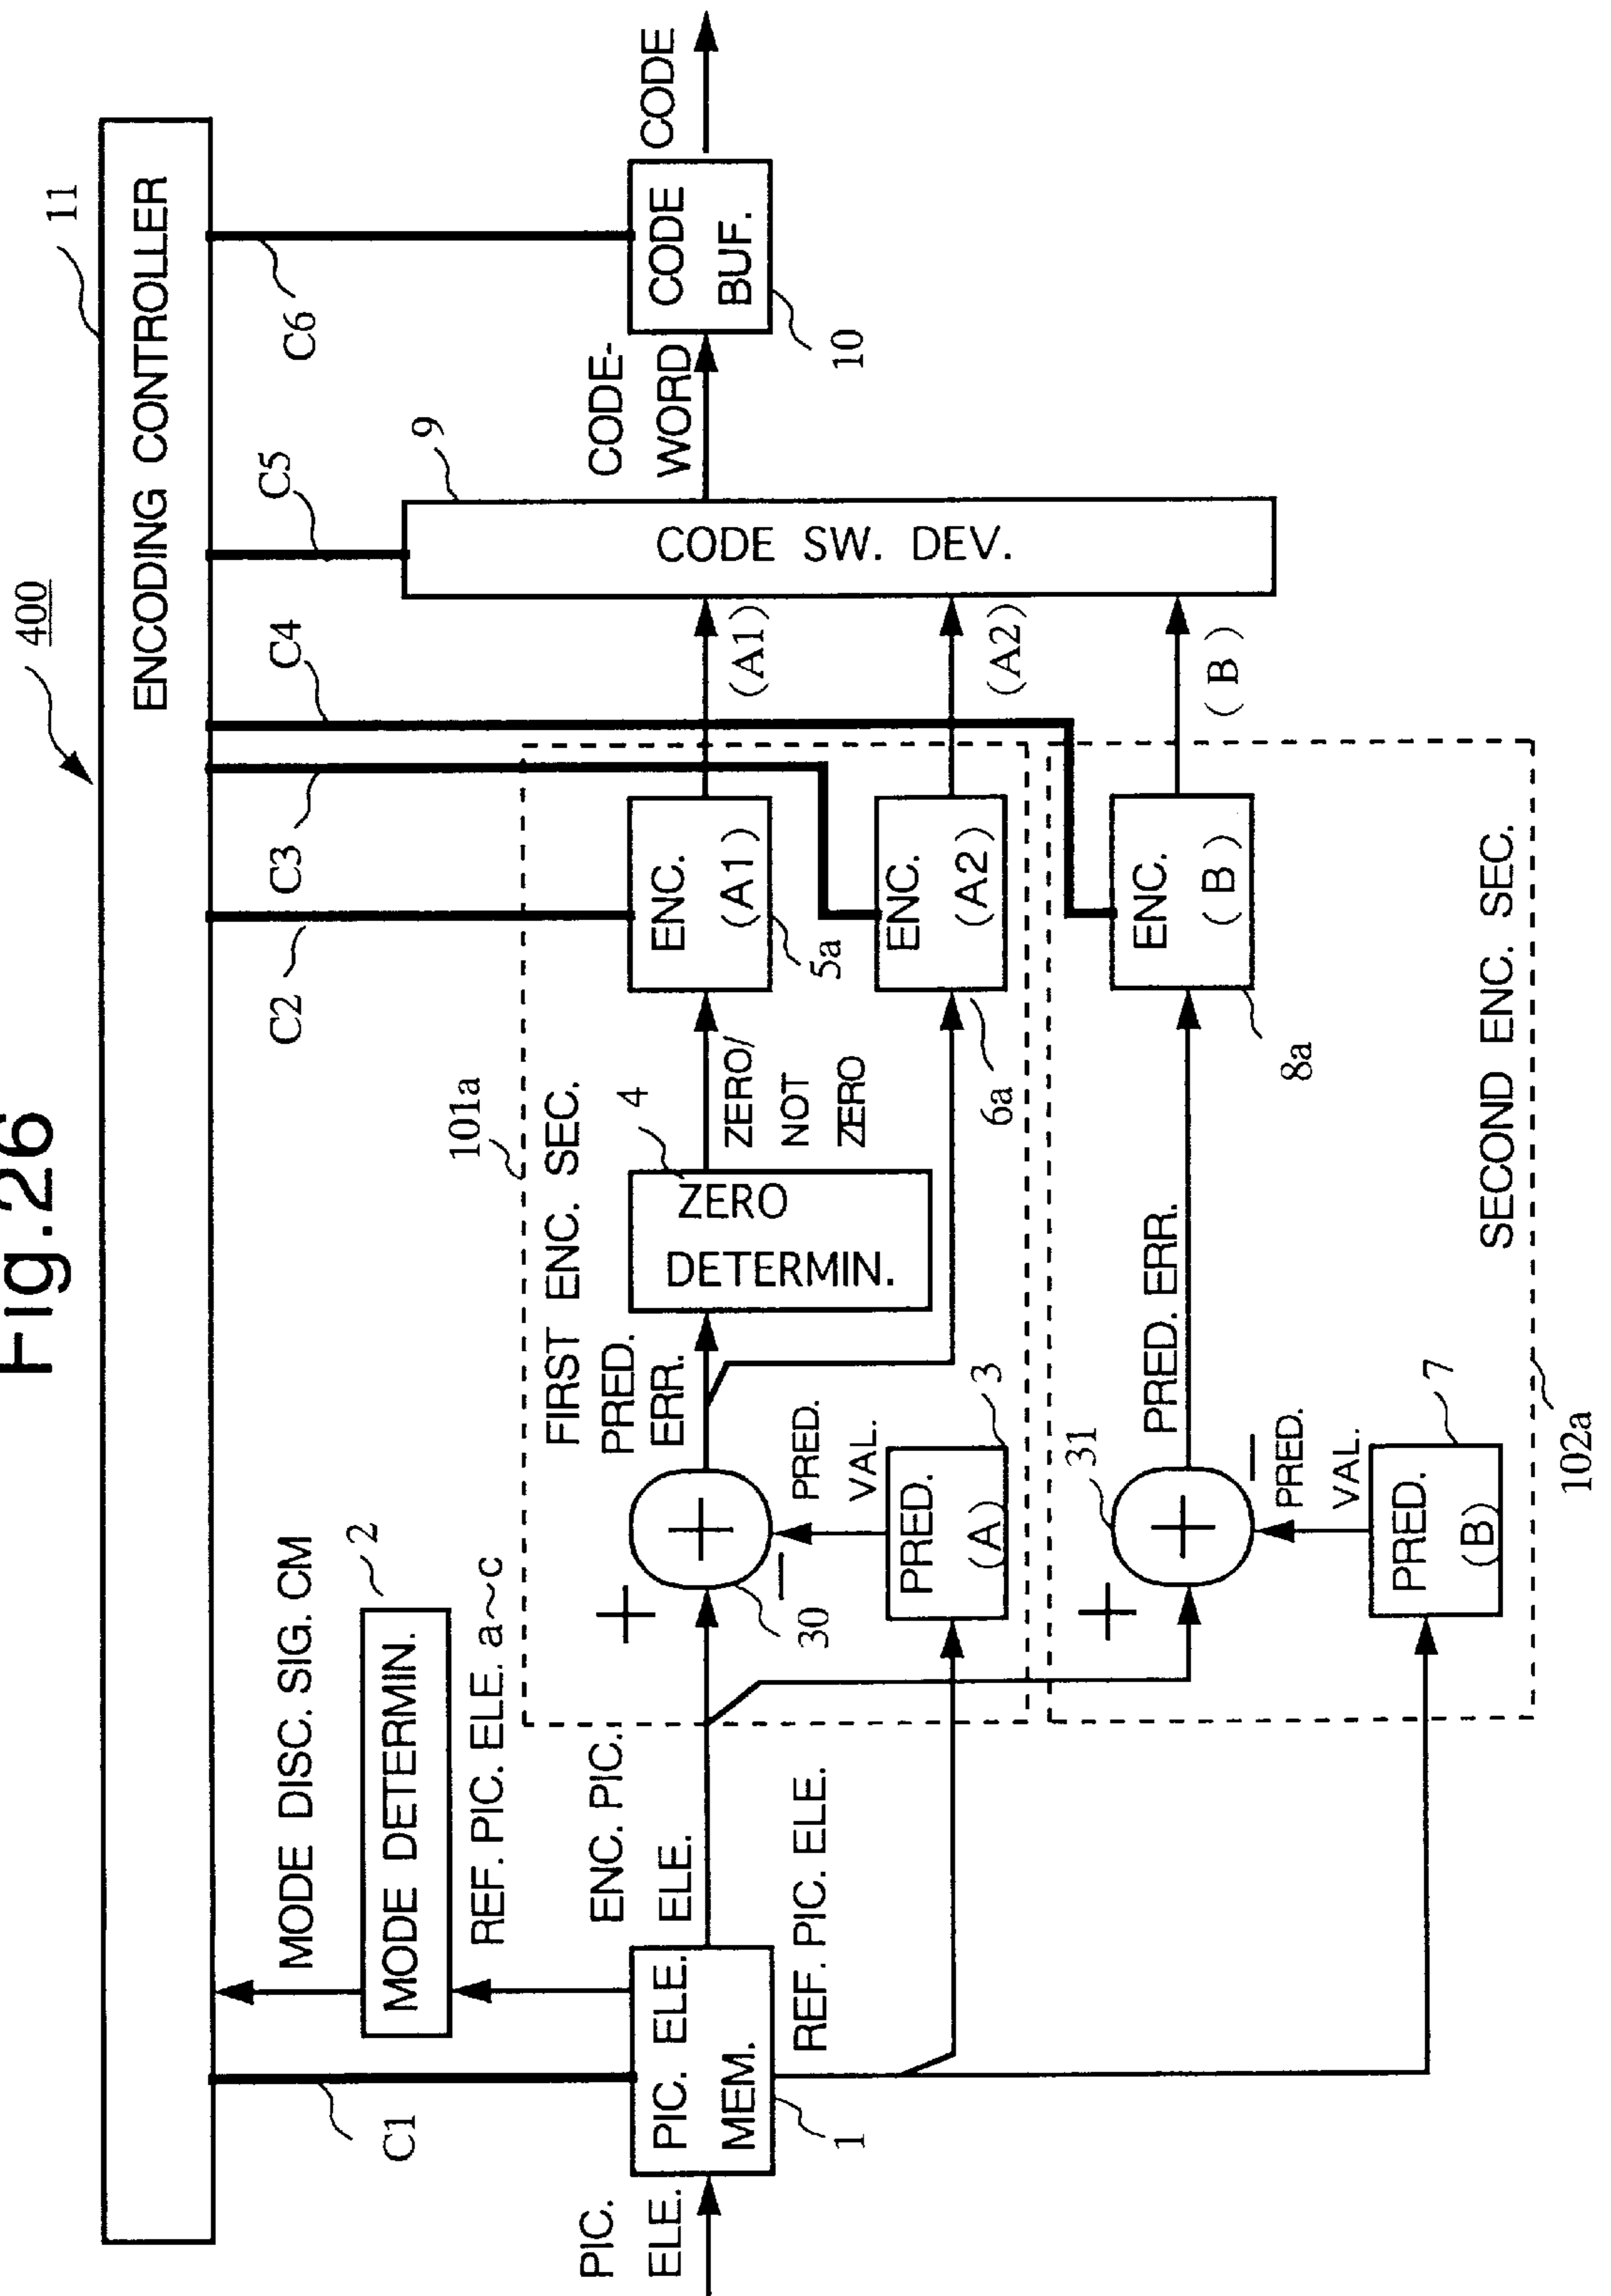 Fig.26
400
11
ENCODING CONTROLLER
C1
MODE DISC. SIG. CM
C2
C3
C4
C5
C6
2
MODE DETERMIN.
REF. PIC. ELE. a~c
PIC.
ELE.
PIC. ELE.
MEM.
1
ENC. PIC.
ELE.
REF. PIC. ELE.
101a
FIRST ENC. SEC.
+
+
−
30
PRED.
VAL.
PRED.
(A)
3
PRED.
ERR.
4
ZERO
DETERMIN.
ZERO/
NOT
ZERO
ENC.
(A1)
5a
ENC.
(A2)
6a
(A1)
(A2)
9
CODE SW. DEV.
CODE-
WORD
CODE
BUF.
10
CODE
+
+
−
31
PRED.
VAL.
PRED.
(B)
7
PRED. ERR.
ENC.
(B)
8a
(B)
SECOND ENC. SEC.
102a